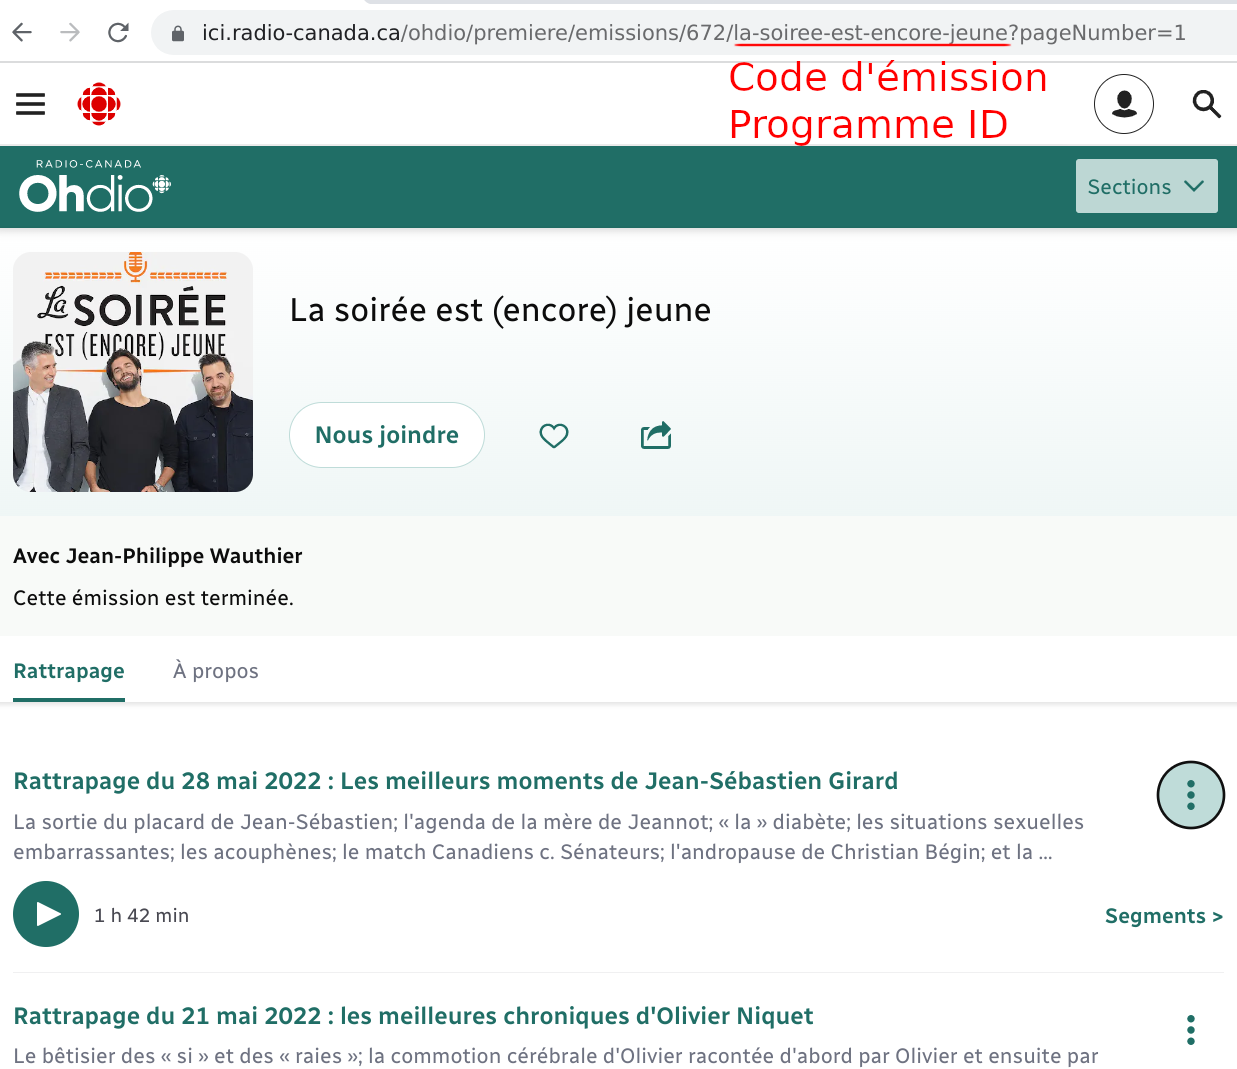 ici.radio-canada.ca/ohdio/premiere/emissions/672/la-soiree-est-encore-jeune?pageNumber=1
Code d'émission
Programme ID
RADIO-CANADA
Ohdio
Sections
La SOIRÉE
EST (ENCORE) JEUNE
La soirée est (encore) jeune
Nous joindre
Avec Jean-Philippe Wauthier
Cette émission est terminée.
Rattrapage À propos
Rattrapage du 28 mai 2022 : Les meilleurs moments de Jean-Sébastien Girard
La sortie du placard de Jean-Sébastien; l'agenda de la mère de Jeannot; « la » diabète; les situations sexuelles
embarrassantes; les acouphènes; le match Canadiens c. Sénateurs; l'andropause de Christian Bégin; et la ...
1 h 42 min
Segments >
Rattrapage du 21 mai 2022 : les meilleures chroniques d'Olivier Niquet
Le bêtisier des « si » et des « raies »; la commotion cérébrale d'Olivier racontée d'abord par Olivier et ensuite par